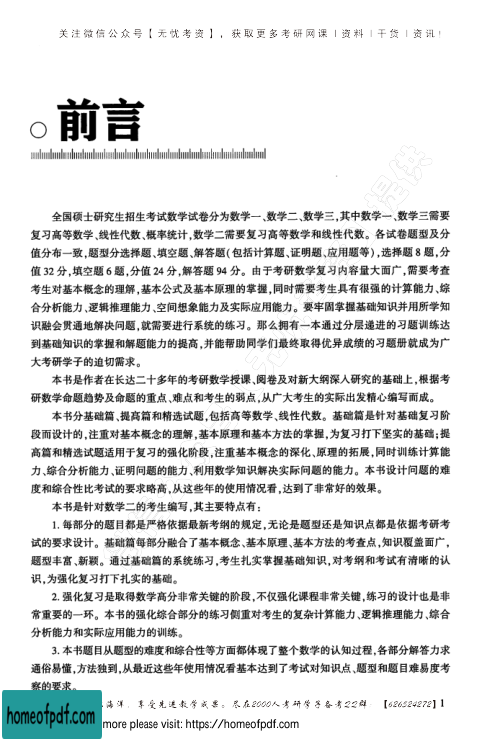 关注微信公众号【无忧考资】，获取更多考研网课|资料|干货|资讯!
前言
全国硕士研究生招生考试数学试卷分为数学一、数学二、数学三,其中数学一、数学三需要
复习高等数学、线性代数、概率统计,数学二需要复习高等数学和线性代数。各试卷题型及分
值分布一致,题型分选择题、填空题、解答题(包括计算题、证明题、应用题等),选择题 8 题,分
值 32 分,填空题 6 题,分值 24 分,解答题 94 分。由于考研数学复习内容量大面广,需要考查
考生对基本概念的理解,基本公式及基本原理的掌握,同时需要考生具有很强的计算能力、综
合分析能力、逻辑推理能力、空间想象能力及实际应用能力。要牢固掌握基础知识并用所学知
识融会贯通地解决问题,就需要进行系统的练习。那么拥有一本通过分层递进的习题训练达
到基础知识的掌握和解题能力的提高,并能帮助同学们最终取得优异成绩的习题册就成为广
大考研学子的迫切需求。
本书是作者在长达二十多年的考研数学授课、阅卷及对新大纲深入研究的基础上,根据考
研数学命题趋势及命题的重点、难点和考生的弱点,从广大考生的实际出发精心编写而成。
本书分基础篇、提高篇和精选试题,包括高等数学、线性代数。基础篇是针对基础复习阶
段而设计的,注重对基本概念的理解,基本原理和基本方法的掌握,为复习打下坚实的基础;提
高篇和精选试题适用于复习的强化阶段,注重基本概念的深化、原理的拓展,同时训练计算能
力、综合分析能力、证明问题的能力、利用数学知识解决实际问题的能力。本书设计问题的难
度和综合性比考试的要求略高,从这些年的使用情况看,达到了非常好的效果。
本书是针对数学二的考生编写,其主要特点有:
1. 每部分的题目都是严格依据最新考纲的规定,无论是题型还是知识点都是依据考研考
试的要求设计。基础篇每部分融合了基本概念、基本原理、基本方法的考查点,知识覆盖面广,
题型丰富、新颖。通过基础篇的系统练习,考生扎实掌握基础知识,对考纲和考试有清晰的认
识,为强化复习打下扎实的基础。
2. 强化复习是取得数学高分非常关键的阶段,不仅强化课程非常关键,练习的设计也是非
常重要的一环。本书的强化综合部分的练习侧重对考生的复杂计算能力、逻辑推理能力、综合
分析能力和实际应用能力的训练。
3. 本书题目从题型的难度和综合性等方面都体现了整个数学的认知过程,各部分解答力求
通俗易懂,方法独到,从最近这些年使用情况看基本达到了考试对知识点、题型和题目难易度考
察的要求。
海洋, 享受先进教学成果。尽在2000人考研学子备考QQ群: 【626524272】 1
homeofpdf.com
more please visit: https://homeofpdf.com